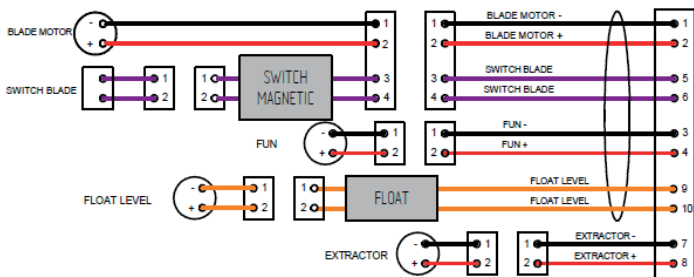 BLADE MOTOR - + 1 2 1 2 BLADE MOTOR - BLADE MOTOR + 1 2
SWITCH BLADE 1 2 1 2 SWITCH MAGNETIC 3 4 3 4 SWITCH BLADE SWITCH BLADE 5 6
FUN - + 1 2 1 2 FUN - FUN + 3 4
FLOAT LEVEL - + 1 2 1 2 FLOAT FLOAT LEVEL FLOAT LEVEL 9 10
EXTRACTOR - + 1 2 1 2 EXTRACTOR - EXTRACTOR + 7 8